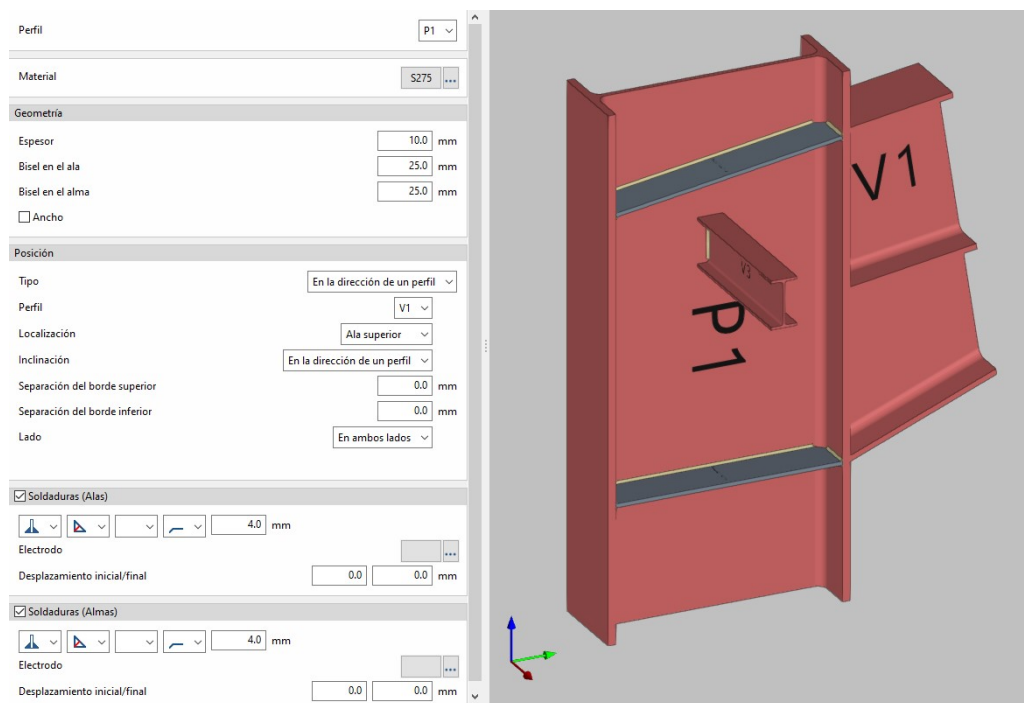 Perfil P1
Material S275 ...
Geometría
Espesor 10.0 mm
Bisel en el ala 25.0 mm
Bisel en el alma 25.0 mm
Ancho
Posición
Tipo En la dirección de un perfil
Perfil V1
Localización Ala superior
Inclinación En la dirección de un perfil
Separación del borde superior 0.0 mm
Separación del borde inferior 0.0 mm
Lado En ambos lados
Soldaduras (Alas)
4.0 mm
Electrodo ...
Desplazamiento inicial/final 0.0 0.0 mm
Soldaduras (Almas)
4.0 mm
Electrodo ...
Desplazamiento inicial/final 0.0 0.0 mm
V1
V3
P1